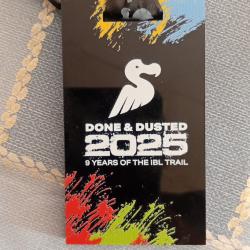 DONE & DUSTED
2025
9 YEARS OF THE IBL TRAIL